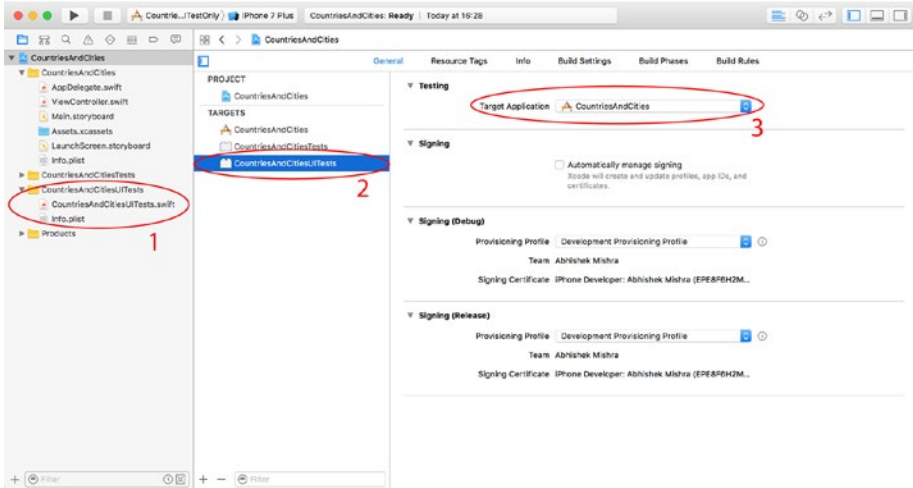 Countrie...iTestOnly
iPhone 7 Plus
CountriesAndCities: Ready | Today at 16:28
CountriesAndCities
General
Resource Tags
Info
Build Settings
Build Phases
Build Rules
CountriesAndCities
CountriesAndCities
AppDelegate.swift
ViewController.swift
Main.storyboard
Assets.xcassets
LaunchScreen.storyboard
Info.plist
CountriesAndCitiesTests
CountriesAndCitiesUITests
CountriesAndCitiesUITests.swift
Info.plist
Products
1
PROJECT
CountriesAndCities
TARGETS
CountriesAndCities
CountriesAndCitiesTests
CountriesAndCitiesUITests
2
Testing
Target Application CountriesAndCities
3
Signing
Automatically manage signing
Xcode will create and update profiles, app IDs, and
certificates.
Signing (Debug)
Provisioning Profile Development Provisioning Profile
Team Abhishek Mishra
Signing Certificate iPhone Developer: Abhishek Mishra (EPE8F6H2M...
Signing (Release)
Provisioning Profile Development Provisioning Profile
Team Abhishek Mishra
Signing Certificate iPhone Developer: Abhishek Mishra (EPE8F6H2M...
Filter
Filter